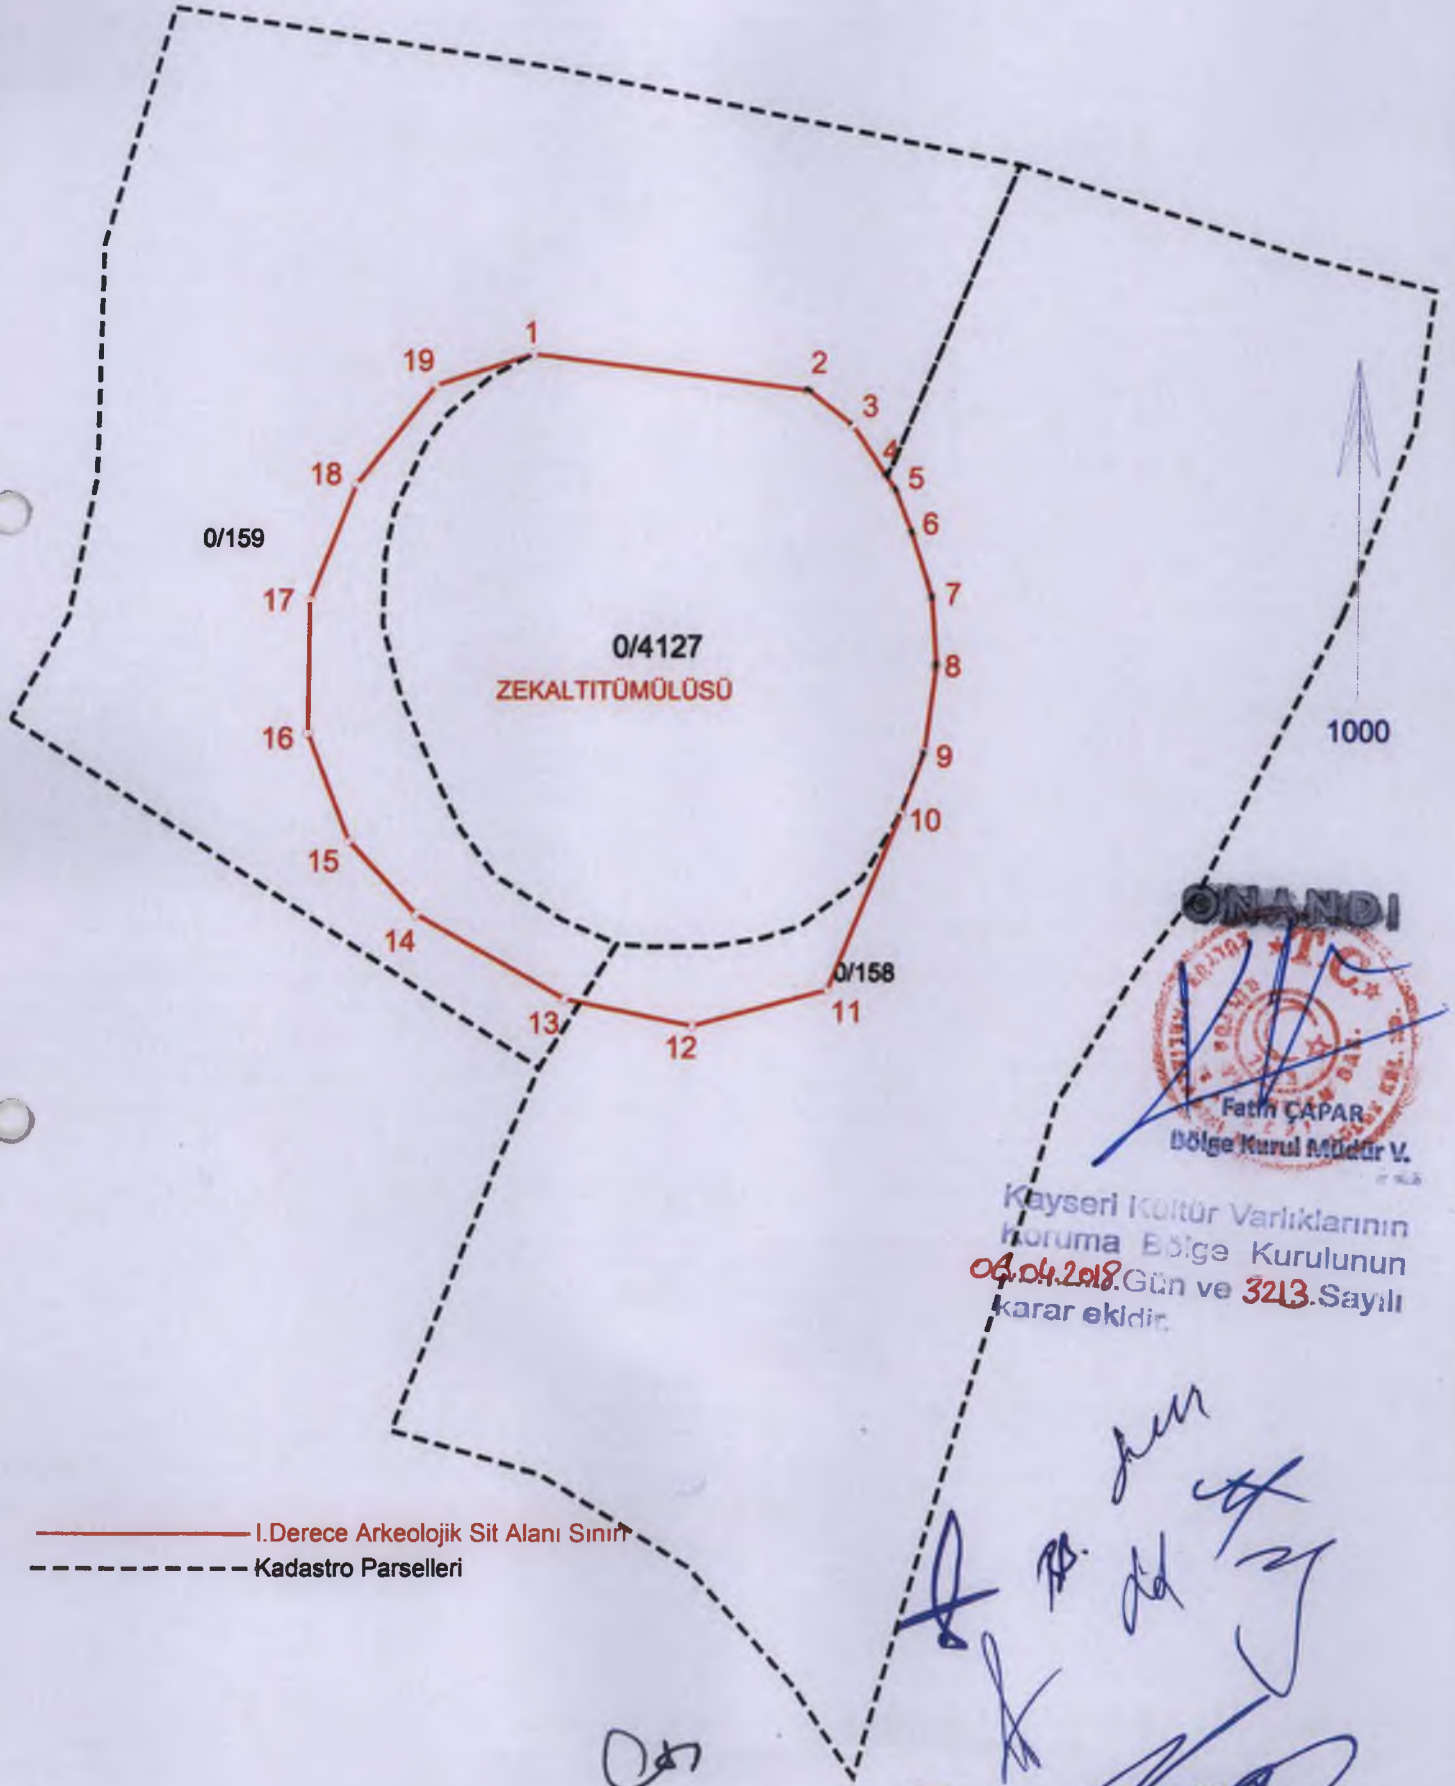 1
2
3
4
5
6
7
8
9
10
11
12
13
14
15
16
17
18
19
0/159
0/4127
ZEKALTITÜMÜLÜSÜ
0/158
1000
ONANDI
T.C.
Fatih ÇAPAR
Bölge Kurul Müdür V.
Kayseri Kültür Varlıklarının
Koruma Bölge Kurulunun
06.04.2018.Gün ve 3213.Sayılı
karar ekidir.
I.Derece Arkeolojik Sit Alanı Sınırı
Kadastro Parselleri